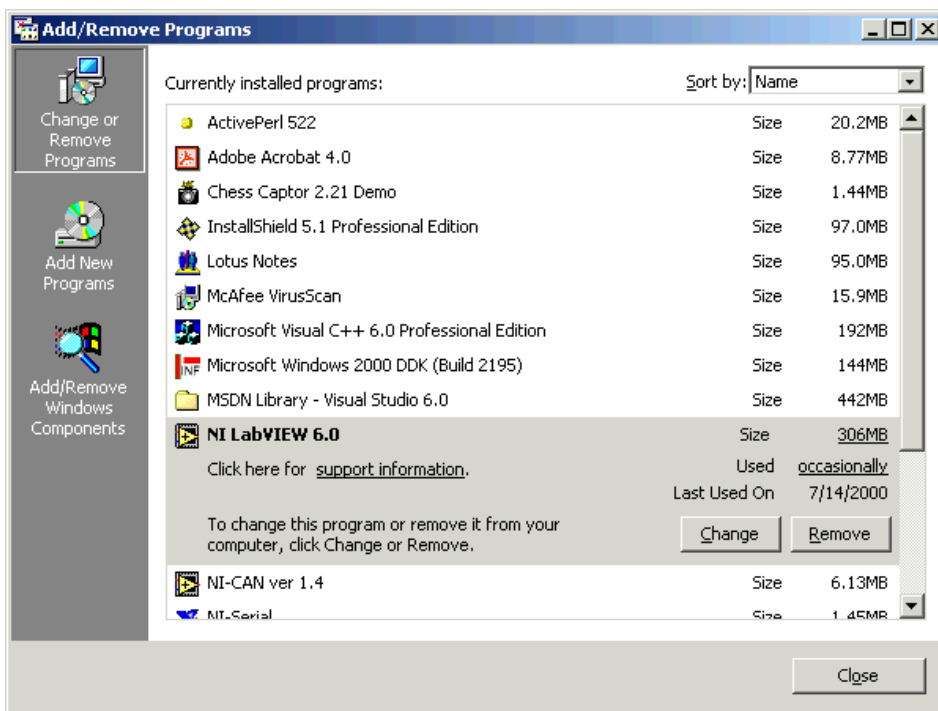 Add/Remove Programs
Change or
Remove
Programs
Add New
Programs
Add/Remove
Windows
Components
Currently installed programs:
Sort by: Name
ActivePerl 522 Size 20.2MB
Adobe Acrobat 4.0 Size 8.77MB
Chess Captor 2.21 Demo Size 1.44MB
InstallShield 5.1 Professional Edition Size 97.0MB
Lotus Notes Size 95.0MB
McAfee VirusScan Size 15.9MB
Microsoft Visual C++ 6.0 Professional Edition Size 192MB
INF Microsoft Windows 2000 DDK (Build 2195) Size 144MB
MSDN Library - Visual Studio 6.0 Size 442MB
NI LabVIEW 6.0 Size 306MB
Click here for support information. Used occasionally
Last Used On 7/14/2000
To change this program or remove it from your
computer, click Change or Remove.
Change Remove
NI-CAN ver 1.4 Size 6.13MB
NI-Serial Size 1.45MB
Close